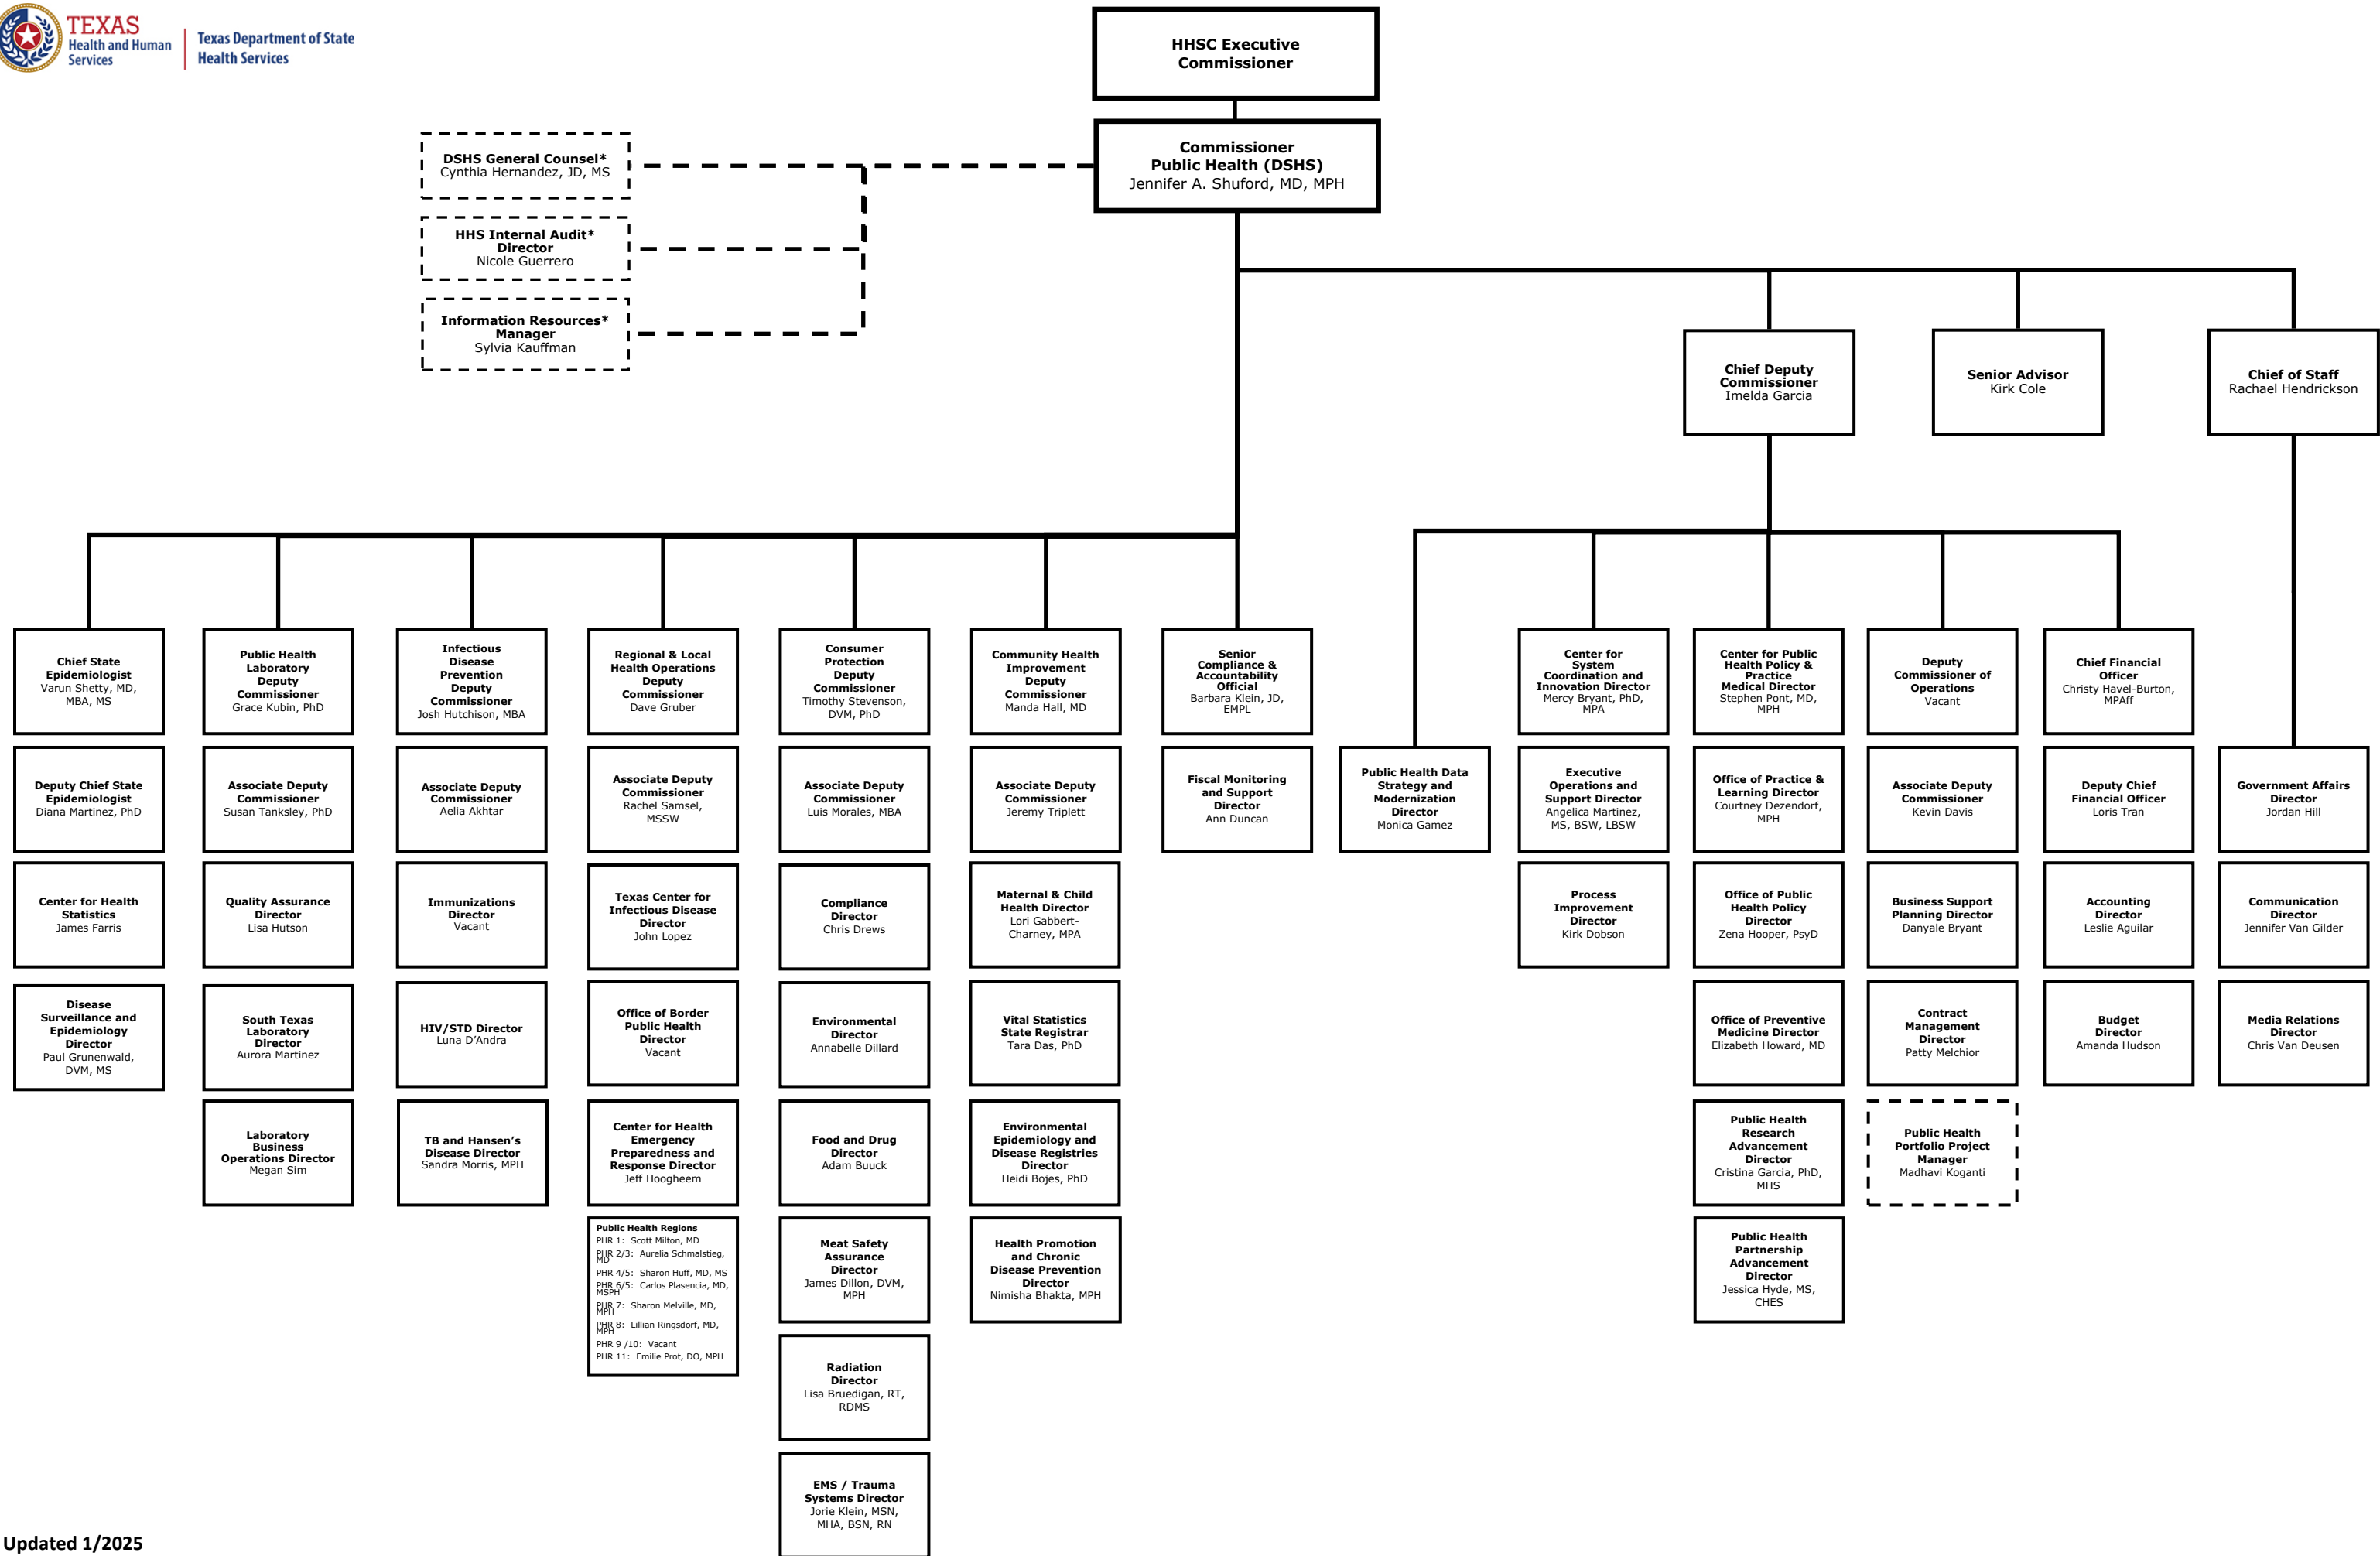 TEXAS
Health and Human
Services
Texas Department of State
Health Services
HHSC Executive
Commissioner
Commissioner
Public Health (DSHS)
Jennifer A. Shuford, MD, MPH
DSHS General Counsel*
Cynthia Hernandez, JD, MS
HHS Internal Audit*
Director
Nicole Guerrero
Information Resources*
Manager
Sylvia Kauffman
Chief Deputy
Commissioner
Imelda Garcia
Senior Advisor
Kirk Cole
Chief of Staff
Rachael Hendrickson
Chief State
Epidemiologist
Varun Shetty, MD,
MBA, MS
Deputy Chief State
Epidemiologist
Diana Martinez, PhD
Center for Health
Statistics
James Farris
Disease
Surveillance and
Epidemiology
Director
Paul Grunenwald,
DVM, MS
Public Health
Laboratory
Deputy
Commissioner
Grace Kubin, PhD
Associate Deputy
Commissioner
Susan Tanksley, PhD
Quality Assurance
Director
Lisa Hutson
South Texas
Laboratory
Director
Aurora Martinez
Laboratory
Business
Operations Director
Megan Sim
Infectious
Disease
Prevention
Deputy
Commissioner
Josh Hutchison, MBA
Associate Deputy
Commissioner
Aelia Akhtar
Immunizations
Director
Vacant
HIV/STD Director
Luna D’Andra
TB and Hansen’s
Disease Director
Sandra Morris, MPH
Regional & Local
Health Operations
Deputy
Commissioner
Dave Gruber
Associate Deputy
Commissioner
Rachel Samsel,
MSSW
Texas Center for
Infectious Disease
Director
John Lopez
Office of Border
Public Health
Director
Vacant
Center for Health
Emergency
Preparedness and
Response Director
Jeff Hoogheem
Public Health Regions
PHR 1: Scott Milton, MD
PHR 2/3: Aurelia Schmalstieg,
MD
PHR 4/5: Sharon Huff, MD, MS
PHR 6/5: Carlos Plasencia, MD,
MSPH
PHR 7: Sharon Melville, MD,
MPH
PHR 8: Lillian Ringsdorf, MD,
MPH
PHR 9 /10: Vacant
PHR 11: Emilie Prot, DO, MPH
Consumer
Protection
Deputy
Commissioner
Timothy Stevenson,
DVM, PhD
Associate Deputy
Commissioner
Luis Morales, MBA
Compliance
Director
Chris Drews
Environmental
Director
Annabelle Dillard
Food and Drug
Director
Adam Buuck
Meat Safety
Assurance
Director
James Dillon, DVM,
MPH
Radiation
Director
Lisa Bruedigan, RT,
RDMS
EMS / Trauma
Systems Director
Jorie Klein, MSN,
MHA, BSN, RN
Community Health
Improvement
Deputy
Commissioner
Manda Hall, MD
Associate Deputy
Commissioner
Jeremy Triplett
Maternal & Child
Health Director
Lori Gabbert-
Charney, MPA
Vital Statistics
State Registrar
Tara Das, PhD
Environmental
Epidemiology and
Disease Registries
Director
Heidi Bojes, PhD
Health Promotion
and Chronic
Disease Prevention
Director
Nimisha Bhakta, MPH
Senior
Compliance &
Accountability
Official
Barbara Klein, JD,
EMPL
Fiscal Monitoring
and Support
Director
Ann Duncan
Public Health Data
Strategy and
Modernization
Director
Monica Gamez
Center for
System
Coordination and
Innovation Director
Mercy Bryant, PhD,
MPA
Executive
Operations and
Support Director
Angelica Martinez,
MS, BSW, LBSW
Process
Improvement
Director
Kirk Dobson
Center for Public
Health Policy &
Practice
Medical Director
Stephen Pont, MD,
MPH
Office of Practice &
Learning Director
Courtney Dezendorf,
MPH
Office of Public
Health Policy
Director
Zena Hooper, PsyD
Office of Preventive
Medicine Director
Elizabeth Howard, MD
Public Health
Research
Advancement
Director
Cristina Garcia, PhD,
MHS
Public Health
Partnership
Advancement
Director
Jessica Hyde, MS,
CHES
Deputy
Commissioner of
Operations
Vacant
Associate Deputy
Commissioner
Kevin Davis
Business Support
Planning Director
Danyale Bryant
Contract
Management
Director
Patty Melchior
Public Health
Portfolio Project
Manager
Madhavi Koganti
Chief Financial
Officer
Christy Havel-Burton,
MPAff
Deputy Chief
Financial Officer
Loris Tran
Accounting
Director
Leslie Aguilar
Budget
Director
Amanda Hudson
Government Affairs
Director
Jordan Hill
Communication
Director
Jennifer Van Gilder
Media Relations
Director
Chris Van Deusen
Updated 1/2025